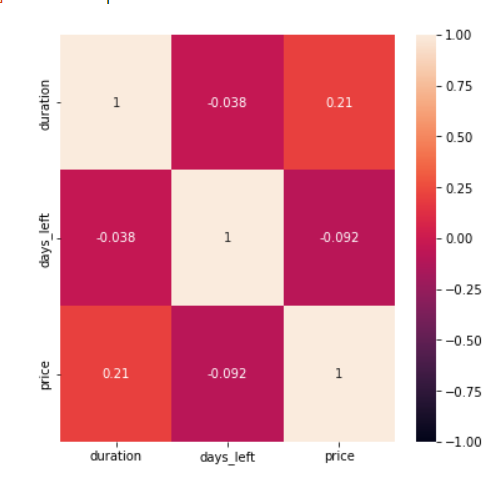 1.00
duration 1 -0.038 0.21
0.75
0.50
0.25
days_left -0.038 1 -0.092
0.00
-0.25
-0.50
price 0.21 -0.092 1
-0.75
-1.00
duration days_left price